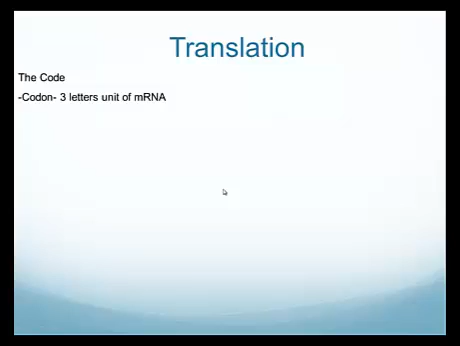 Translation
The Code
-Codon- 3 letters unit of mRNA